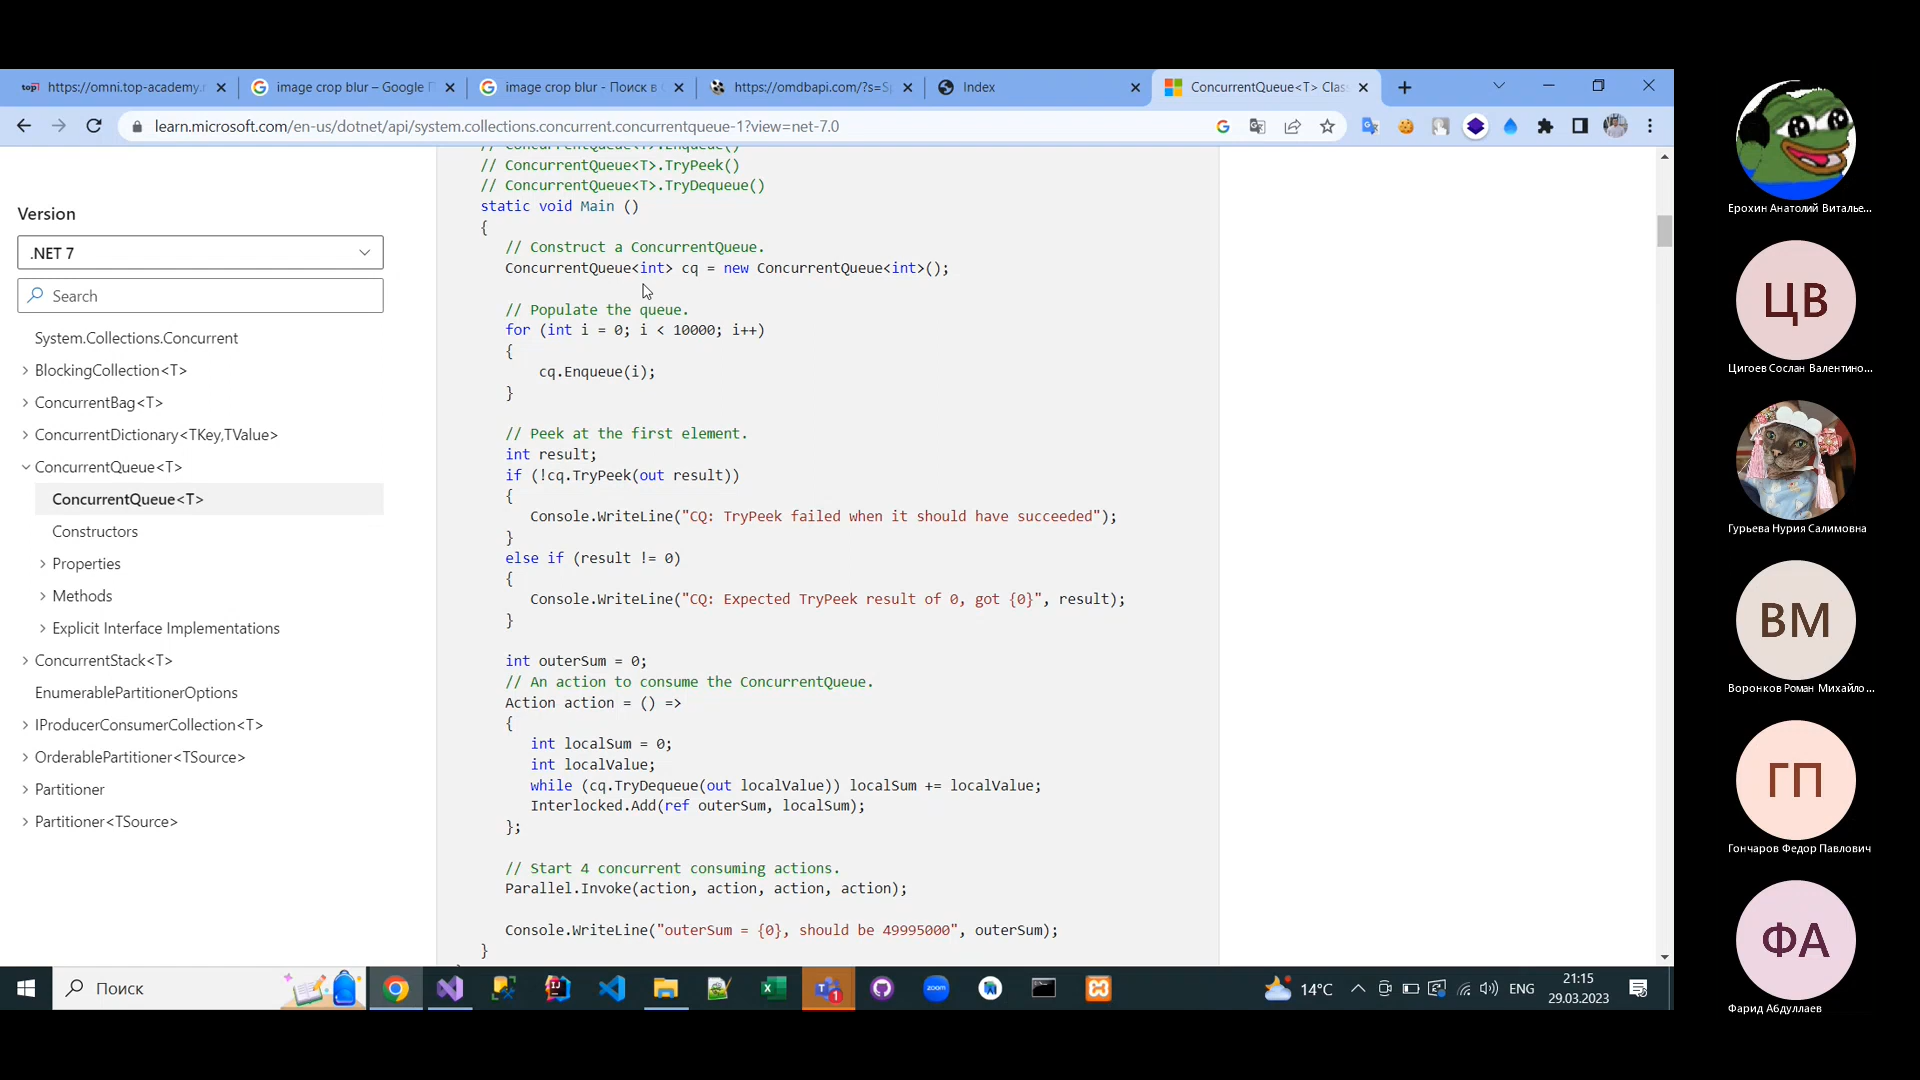 https://omni.top-academy.r
image crop blur – Google П
image crop blur - Поиск в G
https://omdbapi.com/?s=Sp
Index
ConcurrentQueue<T> Class
learn.microsoft.com/en-us/dotnet/api/system.collections.concurrent.concurrentqueue-1?view=net-7.0
Version
.NET 7
Search
System.Collections.Concurrent
BlockingCollection<T>
ConcurrentBag<T>
ConcurrentDictionary<TKey,TValue>
ConcurrentQueue<T>
ConcurrentQueue<T>
Constructors
Properties
Methods
Explicit Interface Implementations
ConcurrentStack<T>
EnumerablePartitionerOptions
IProducerConsumerCollection<T>
OrderablePartitioner<TSource>
Partitioner
Partitioner<TSource>
// ConcurrentQueue<T>.Enqueue()
// ConcurrentQueue<T>.TryPeek()
// ConcurrentQueue<T>.TryDequeue()
static void Main ()
{
// Construct a ConcurrentQueue.
ConcurrentQueue<int> cq = new ConcurrentQueue<int>();
// Populate the queue.
for (int i = 0; i < 10000; i++)
{
cq.Enqueue(i);
}
// Peek at the first element.
int result;
if (!cq.TryPeek(out result))
{
Console.WriteLine("CQ: TryPeek failed when it should have succeeded");
}
else if (result != 0)
{
Console.WriteLine("CQ: Expected TryPeek result of 0, got {0}", result);
}
int outerSum = 0;
// An action to consume the ConcurrentQueue.
Action action = () =>
{
int localSum = 0;
int localValue;
while (cq.TryDequeue(out localValue)) localSum += localValue;
Interlocked.Add(ref outerSum, localSum);
};
// Start 4 concurrent consuming actions.
Parallel.Invoke(action, action, action, action);
Console.WriteLine("outerSum = {0}, should be 49995000", outerSum);
}
Поиск
zoom
1
14°C
ENG
21:15
29.03.2023
Ерохин Анатолий Виталье...
ЦВ
Цигоев Сослан Валентино...
Гурьева Нурия Салимовна
ВМ
Воронков Роман Михайло...
ГП
Гончаров Федор Павлович
ФА
Фарид Абдуллаев